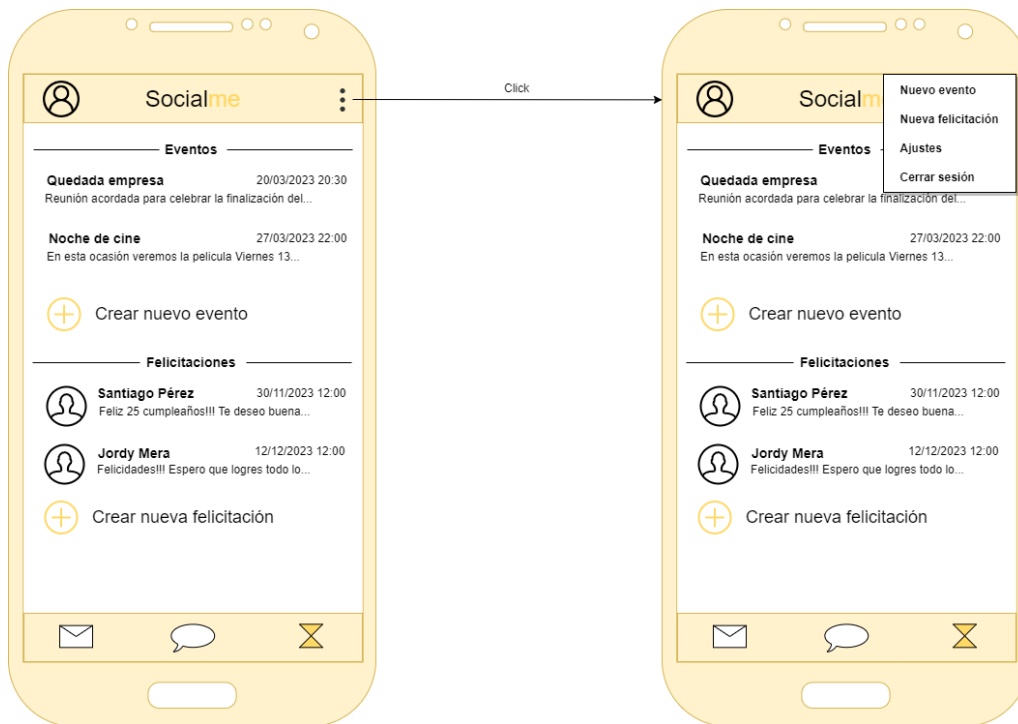 Socialme
Eventos
Quedada empresa 20/03/2023 20:30
Reunión acordada para celebrar la finalización del...
Noche de cine 27/03/2023 22:00
En esta ocasión veremos la pelicula Viernes 13...
Crear nuevo evento
Felicitaciones
Santiago Pérez 30/11/2023 12:00
Feliz 25 cumpleaños!!! Te deseo buena...
Jordy Mera 12/12/2023 12:00
Felicidades!!! Espero que logres todo lo...
Crear nueva felicitación
Click
Socialm
Nuevo evento
Nueva felicitación
Ajustes
Cerrar sesión
Eventos
Quedada empresa
Reunión acordada para celebrar la finalización del...
Noche de cine 27/03/2023 22:00
En esta ocasión veremos la pelicula Viernes 13...
Crear nuevo evento
Felicitaciones
Santiago Pérez 30/11/2023 12:00
Feliz 25 cumpleaños!!! Te deseo buena...
Jordy Mera 12/12/2023 12:00
Felicidades!!! Espero que logres todo lo...
Crear nueva felicitación